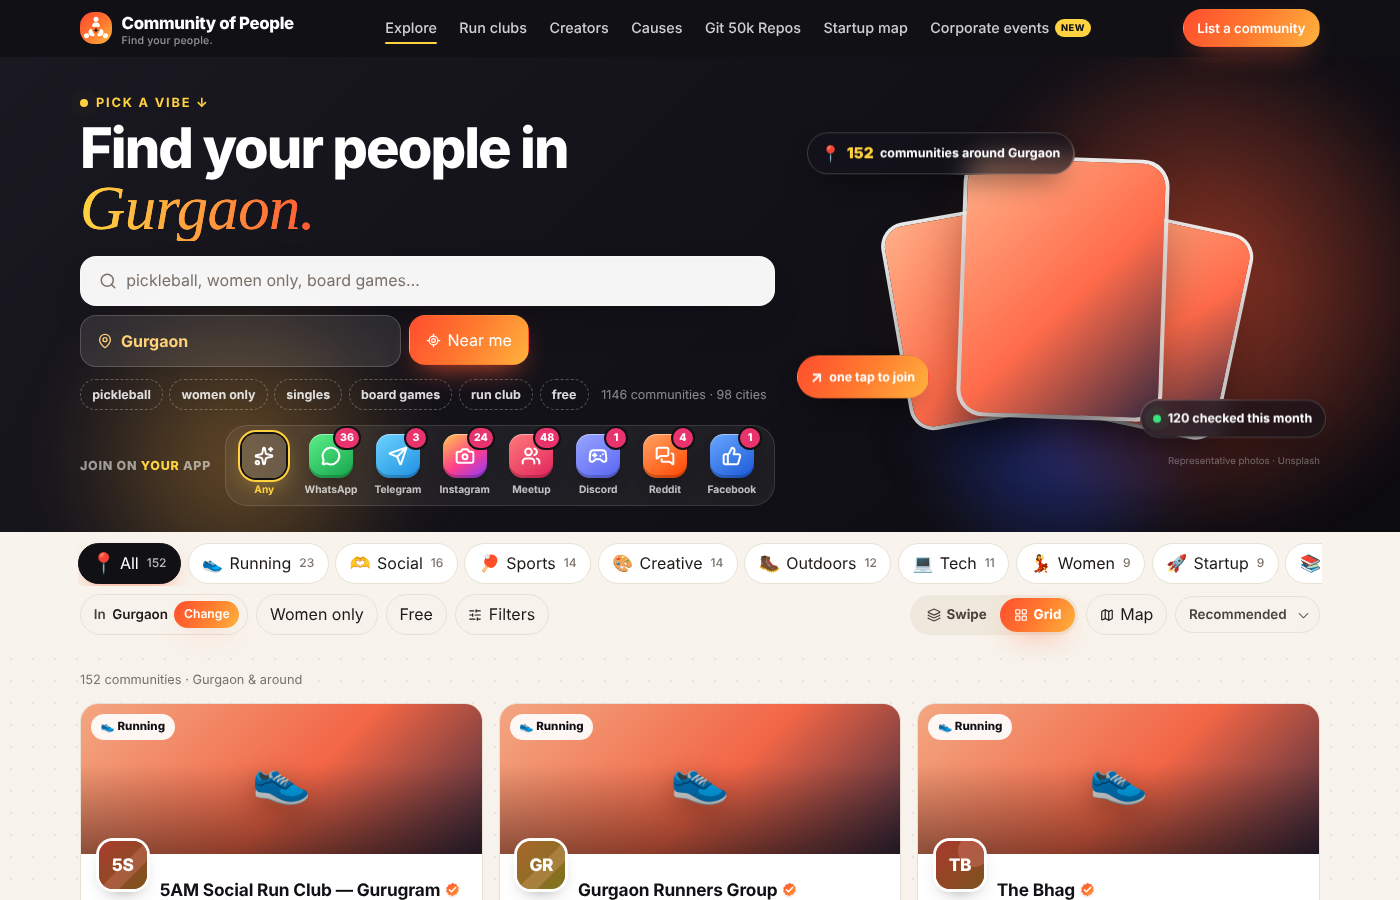 Community of People
Find your people.
Explore
Run clubs
Creators
Causes
Git 50k Repos
Startup map
Corporate events NEW
List a community
PICK A VIBE ↓
Find your people in
Gurgaon.
pickleball, women only, board games...
Gurgaon
Near me
pickleball
women only
singles
board games
run club
free
1146 communities · 98 cities
JOIN ON YOUR APP
Any
36
WhatsApp
3
Telegram
24
Instagram
48
Meetup
1
Discord
4
Reddit
1
Facebook
152 communities around Gurgaon
one tap to join
120 checked this month
Representative photos · Unsplash
All 152
Running 23
Social 16
Sports 14
Creative 14
Outdoors 12
Tech 11
Women 9
Startup 9
In Gurgaon Change
Women only
Free
Filters
Swipe
Grid
Map
Recommended
152 communities · Gurgaon & around
Running
5S
5AM Social Run Club — Gurugram
Running
GR
Gurgaon Runners Group
Running
TB
The Bhag